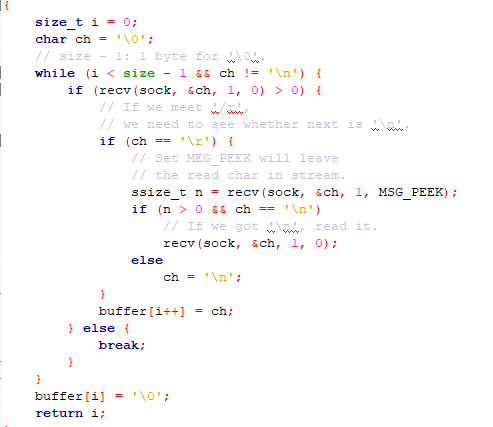 {
    size_t i = 0;
    char ch = '\0';
    // size - 1: 1 byte for '\0'.
    while (i < size - 1 && ch != '\n') {
        if (recv(sock, &ch, 1, 0) > 0) {
            // If we meet '/r',
            // we need to see whether next is '\n'.
            if (ch == '\r') {
                // Set MEG_PEEK will leave
                // the read char in stream.
                ssize_t n = recv(sock, &ch, 1, MSG_PEEK);
                if (n > 0 && ch == '\n')
                    // If we got '\n', read it.
                    recv(sock, &ch, 1, 0);
                else
                    ch = '\n';
            }
            buffer[i++] = ch;
        } else {
            break;
        }
    }
    buffer[i] = '\0';
    return i;